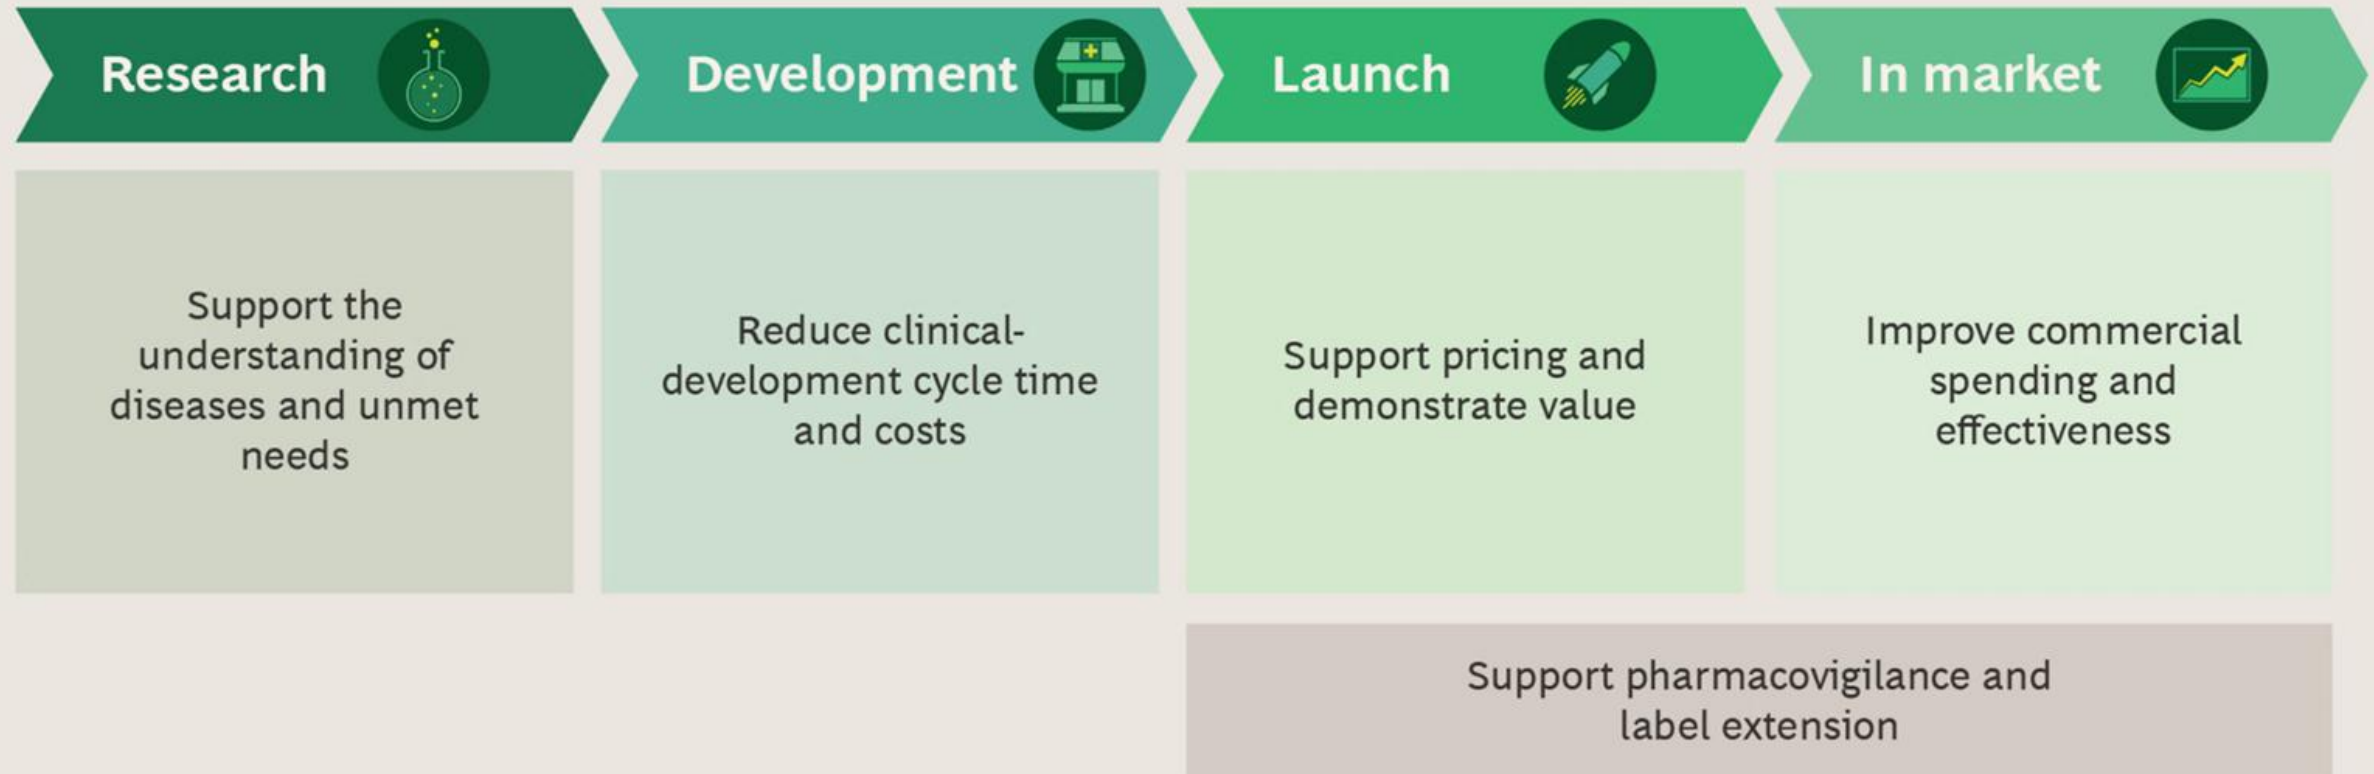 Research
Development
Launch
In market
Support the
understanding of
diseases and unmet
needs
Reduce clinical-
development cycle time
and costs
Support pricing and
demonstrate value
Improve commercial
spending and
effectiveness
Support pharmacovigilance and
label extension